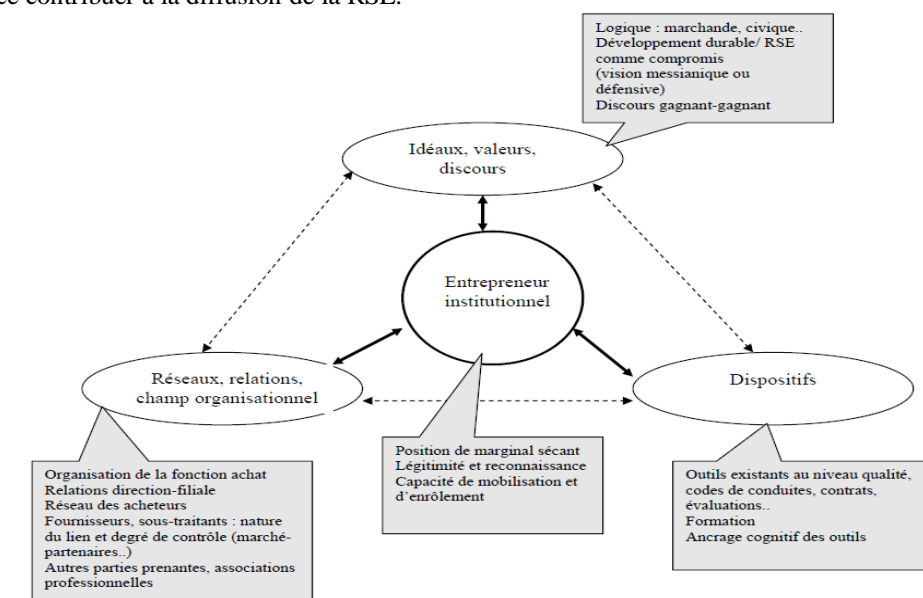 ce contribuer à la diffusion de la RSE.
Logique : marchande, civique..
Développement durable/ RSE
comme compromis
(vision messianique ou
défensive)
Discours gagnant-gagnant
Idéaux, valeurs,
discours
Entrepreneur
institutionnel
Réseaux, relations,
champ organisationnel
Dispositifs
Position de marginal sécant
Légitimité et reconnaissance
Capacité de mobilisation et
d’enrôlement
Organisation de la fonction achat
Relations direction-filiale
Réseau des acheteurs
Fournisseurs, sous-traitants : nature
du lien et degré de contrôle (marché-
partenaires..)
Autres parties prenantes, associations
professionnelles
Outils existants au niveau qualité,
codes de conduites, contrats,
évaluations..
Formation
Ancrage cognitif des outils